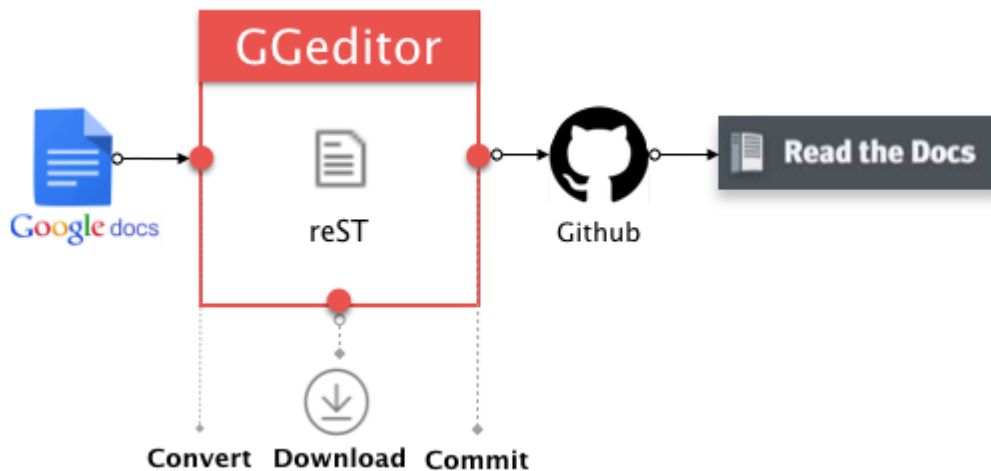 GGeditor
Google docs
reST
Github
Read the Docs
Convert Download Commit